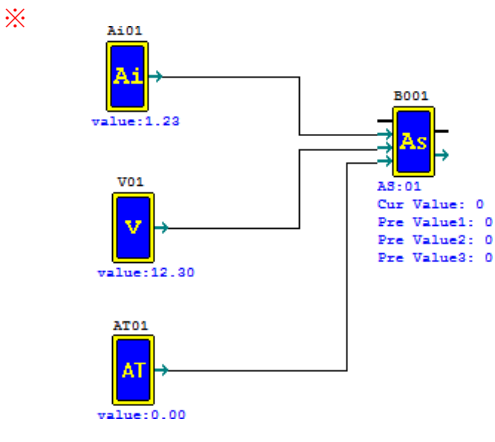 ※
Ai01
Ai
value:1.23
B001
As
AS:01
Cur Value: 0
Pre Value1: 0
Pre Value2: 0
Pre Value3: 0
V01
V
value:12.30
AT01
AT
value:0.00